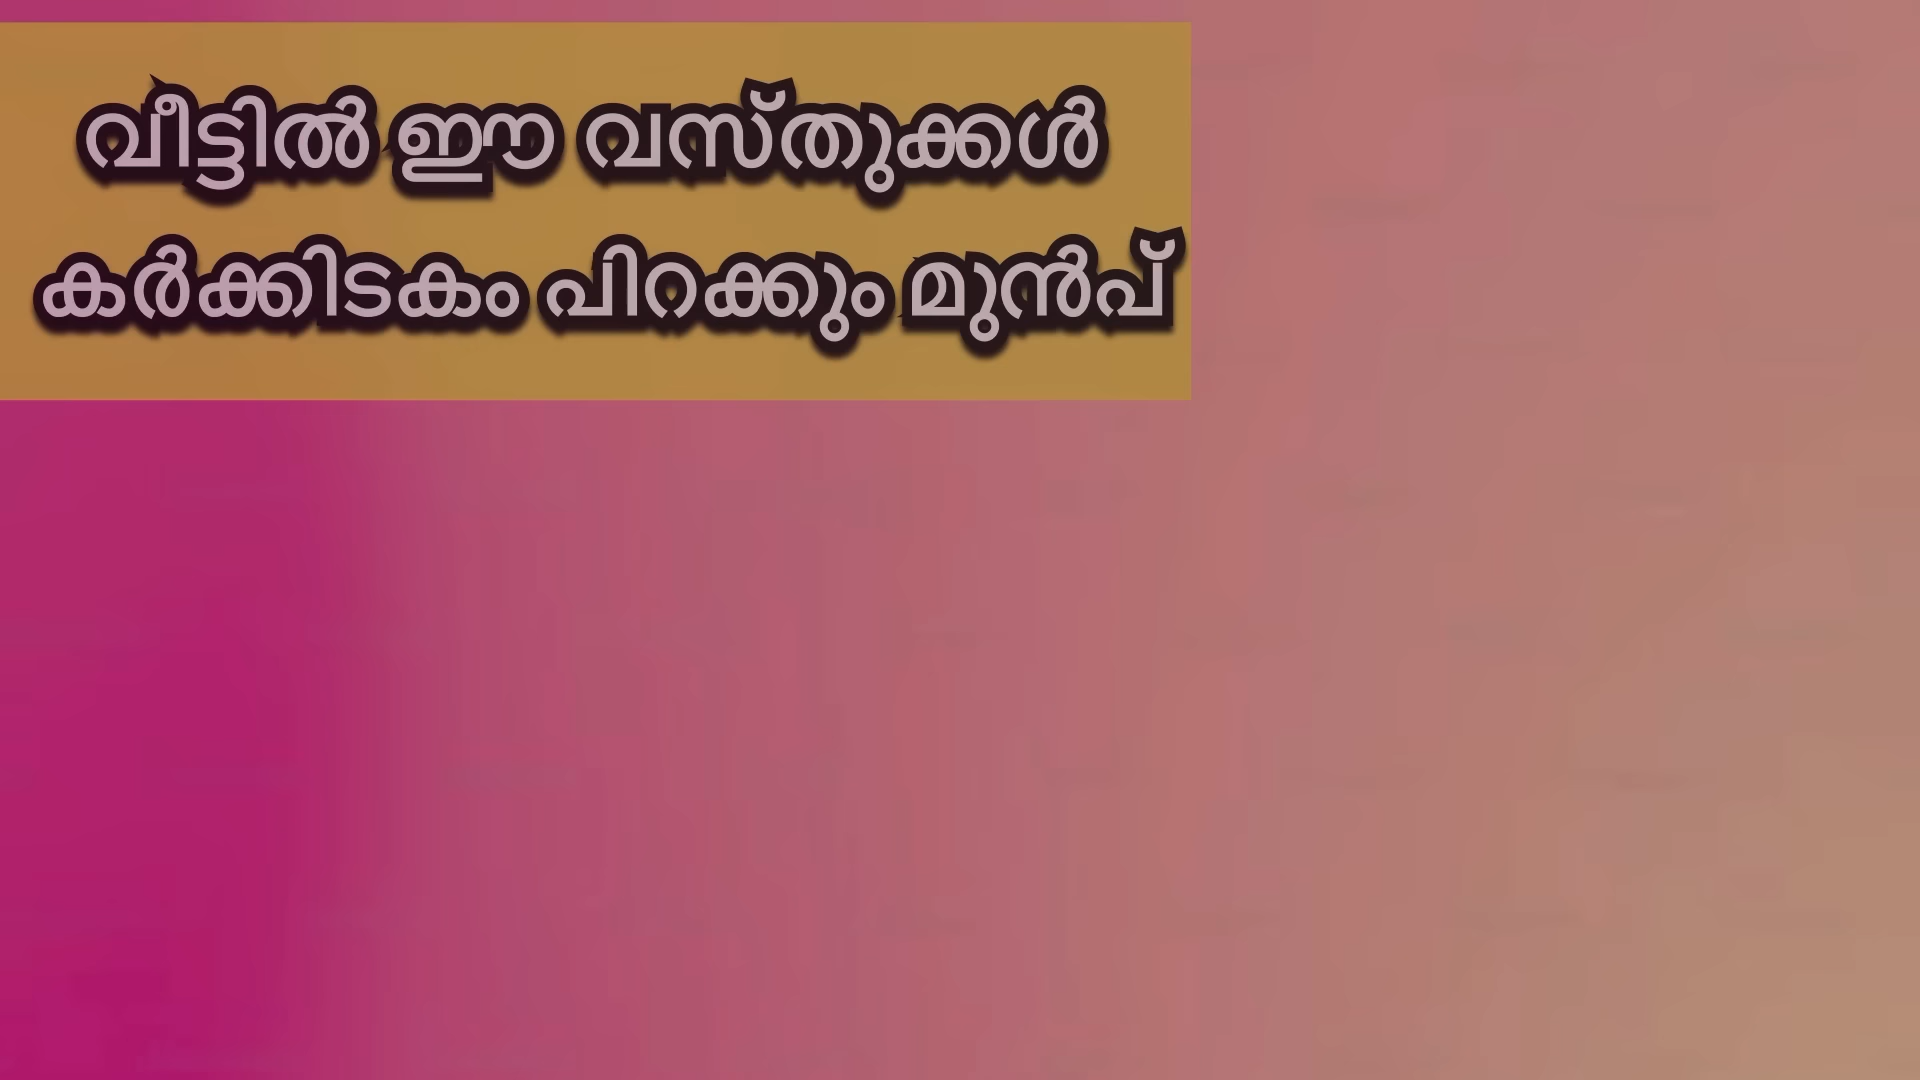 വീട്ടിൽ ഈ വസ്തുക്കൾ
കർക്കിടകം പിറക്കും മുൻപ്